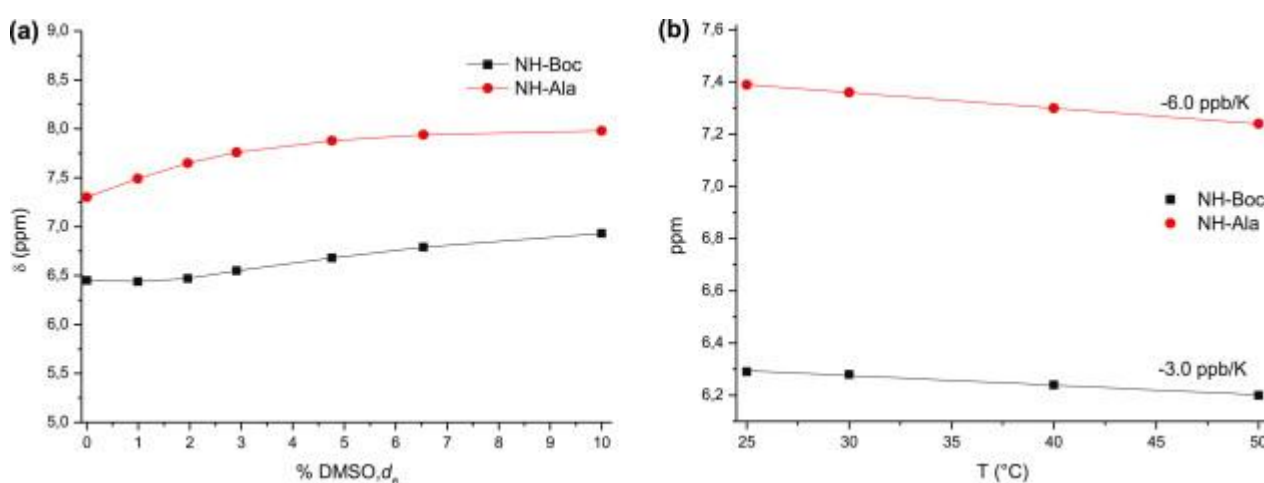 (a)
9,0
8,5
8,0
7,5
7,0
6,5
6,0
5,5
5,0
δ (ppm)
NH-Boc
NH-Ala
0 1 2 3 4 5 6 7 8 9 10
% DMSO,d6
(b)
7,6
7,4
7,2
7,0
6,8
6,6
6,4
6,2
ppm
-6.0 ppb/K
NH-Boc
NH-Ala
-3.0 ppb/K
25 30 35 40 45 50
T (°C)